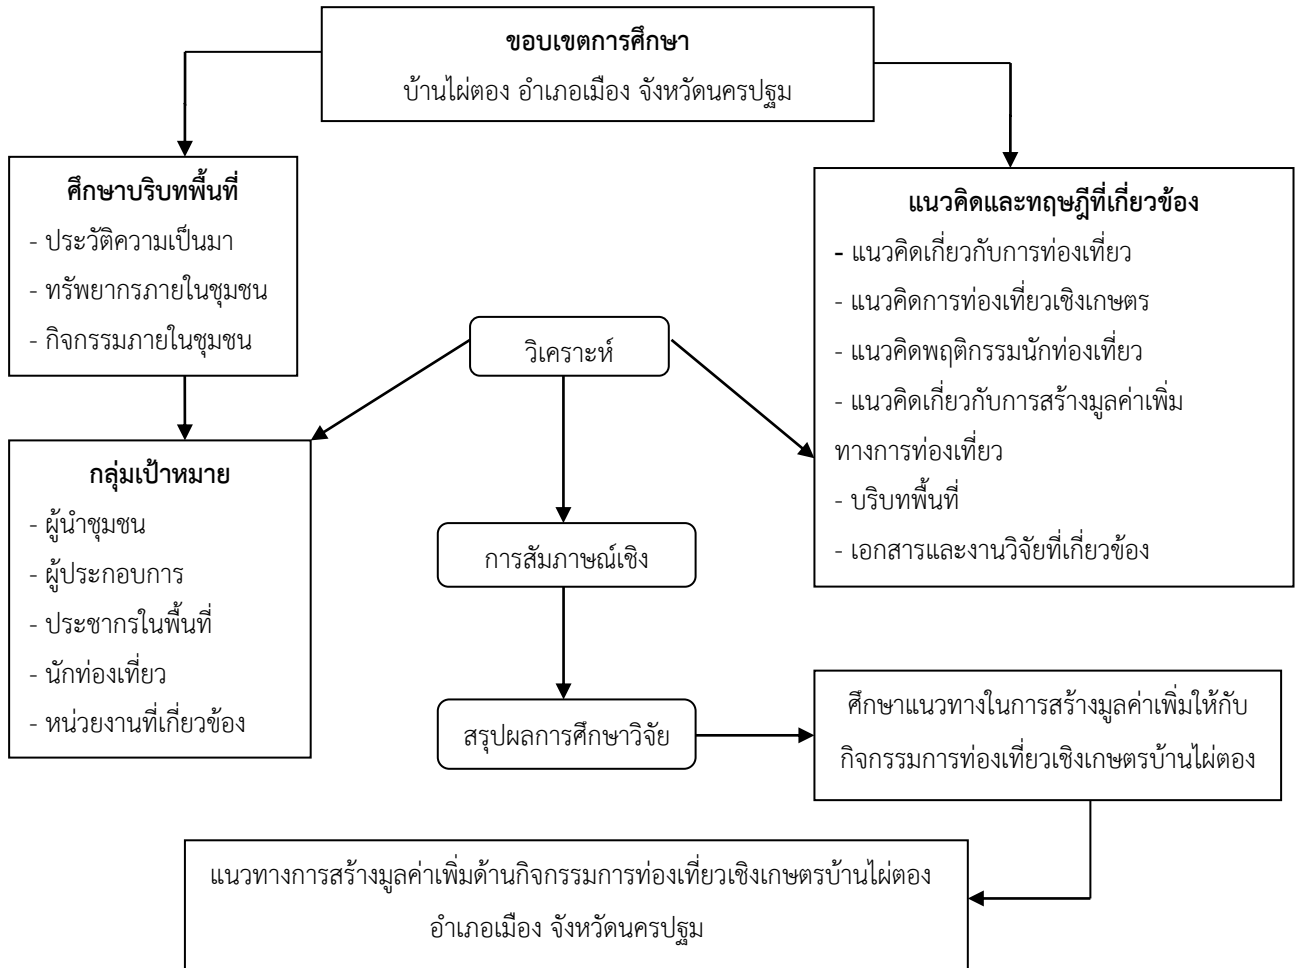 ขอบเขตการศึกษา
บ้านไผ่ตอง อำเภอเมือง จังหวัดนครปฐม
ศึกษาบริบทพื้นที่
- ประวัติความเป็นมา
- ทรัพยากรภายในชุมชน
- กิจกรรมภายในชุมชน
แนวคิดและทฤษฎีที่เกี่ยวข้อง
- แนวคิดเกี่ยวกับการท่องเที่ยว
- แนวคิดการท่องเที่ยวเชิงเกษตร
- แนวคิดพฤติกรรมนักท่องเที่ยว
- แนวคิดเกี่ยวกับการสร้างมูลค่าเพิ่ม
ทางการท่องเที่ยว
- บริบทพื้นที่
- เอกสารและงานวิจัยที่เกี่ยวข้อง
วิเคราะห์
กลุ่มเป้าหมาย
- ผู้นำชุมชน
- ผู้ประกอบการ
- ประชากรในพื้นที่
- นักท่องเที่ยว
- หน่วยงานที่เกี่ยวข้อง
การสัมภาษณ์เชิง
สรุปผลการศึกษาวิจัย
ศึกษาแนวทางในการสร้างมูลค่าเพิ่มให้กับ
กิจกรรมการท่องเที่ยวเชิงเกษตรบ้านไผ่ตอง
แนวทางการสร้างมูลค่าเพิ่มด้านกิจกรรมการท่องเที่ยวเชิงเกษตรบ้านไผ่ตอง
อำเภอเมือง จังหวัดนครปฐม